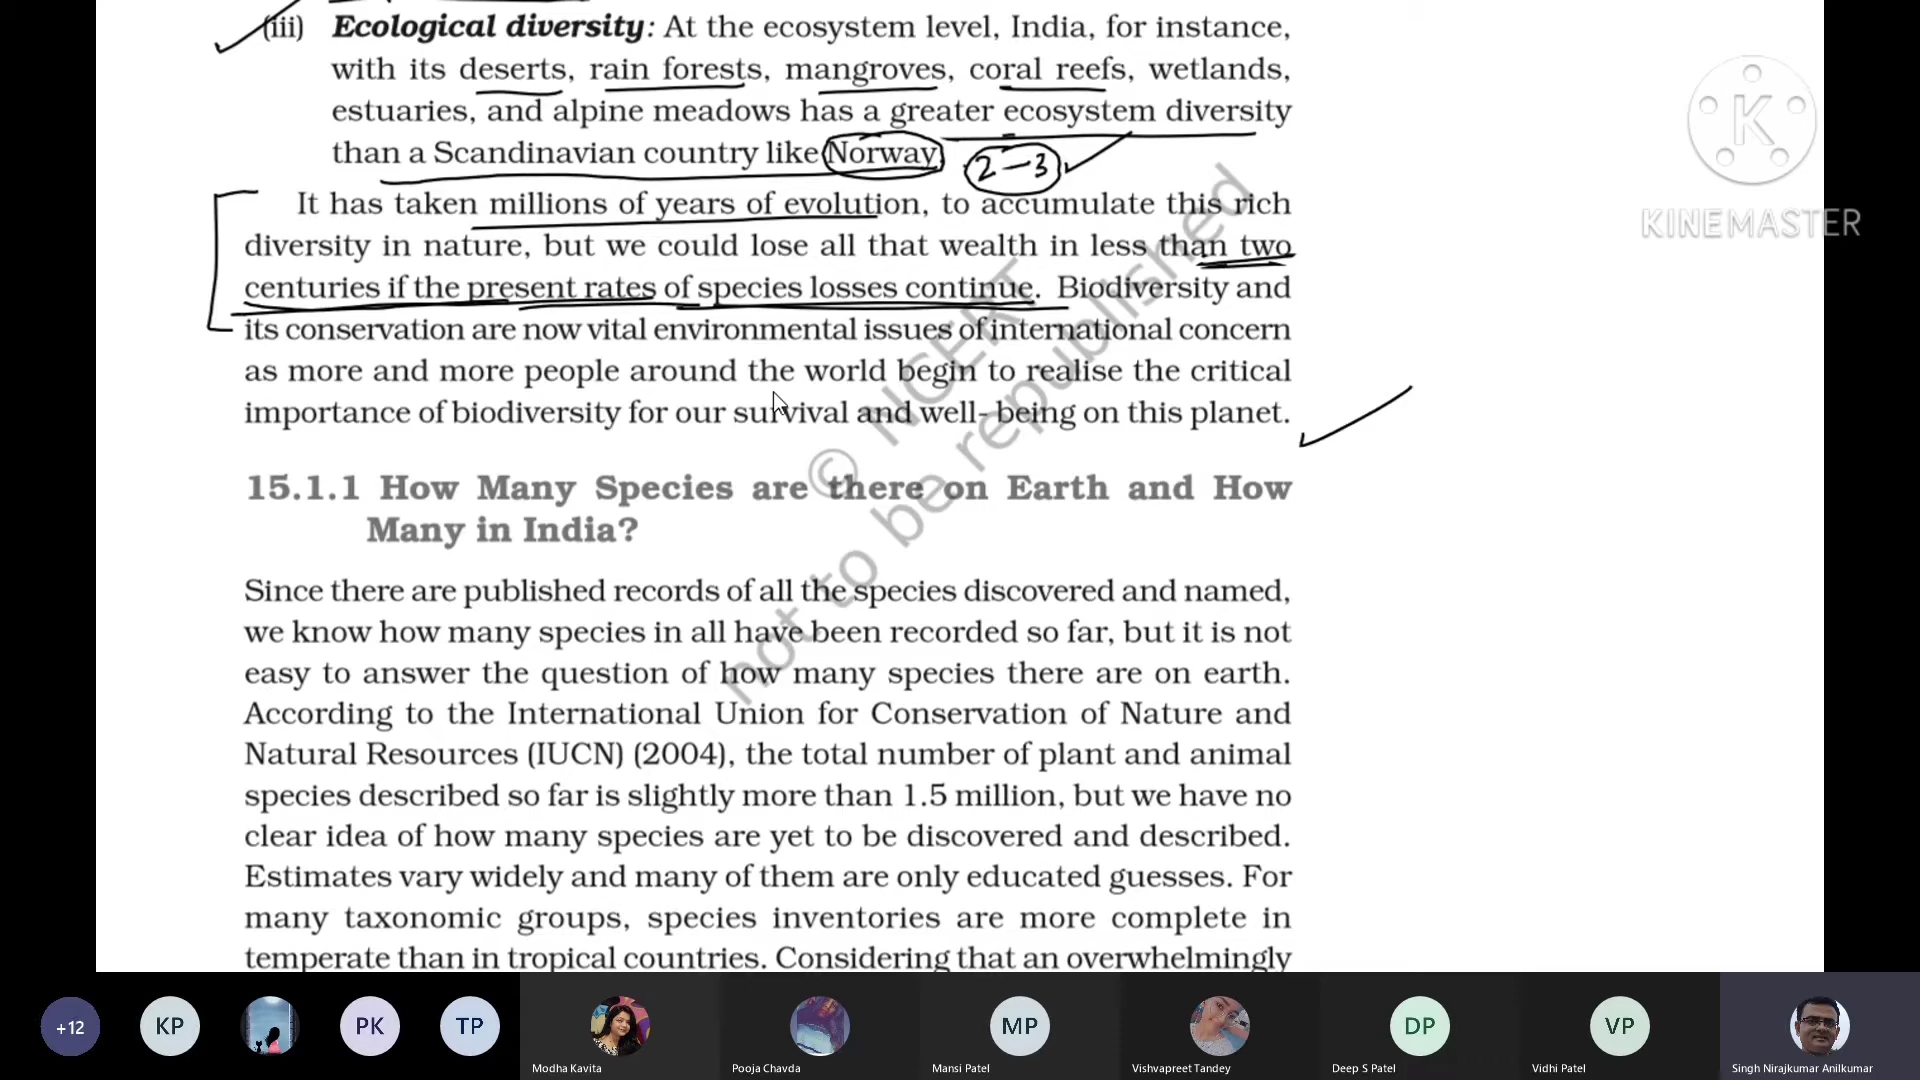 (iii) Ecological diversity: At the ecosystem level, India, for instance,
with its deserts, rain forests, mangroves, coral reefs, wetlands,
estuaries, and alpine meadows has a greater ecosystem diversity
than a Scandinavian country like Norway. 2-3
It has taken millions of years of evolution, to accumulate this rich
diversity in nature, but we could lose all that wealth in less than two
centuries if the present rates of species losses continue. Biodiversity and
its conservation are now vital environmental issues of international concern
as more and more people around the world begin to realise the critical
importance of biodiversity for our survival and well- being on this planet.
15.1.1 How Many Species are there on Earth and How
Many in India?
Since there are published records of all the species discovered and named,
we know how many species in all have been recorded so far, but it is not
easy to answer the question of how many species there are on earth.
According to the International Union for Conservation of Nature and
Natural Resources (IUCN) (2004), the total number of plant and animal
species described so far is slightly more than 1.5 million, but we have no
clear idea of how many species are yet to be discovered and described.
Estimates vary widely and many of them are only educated guesses. For
many taxonomic groups, species inventories are more complete in
temperate than in tropical countries. Considering that an overwhelmingly
© NCERT
not to be republished
K
KINEMASTER
+12
KP
PK
TP
MP
DP
VP
Modha Kavita
Pooja Chavda
Mansi Patel
Vishvapreet Tandey
Deep S Patel
Vidhi Patel
Singh Nirajkumar Anilkumar